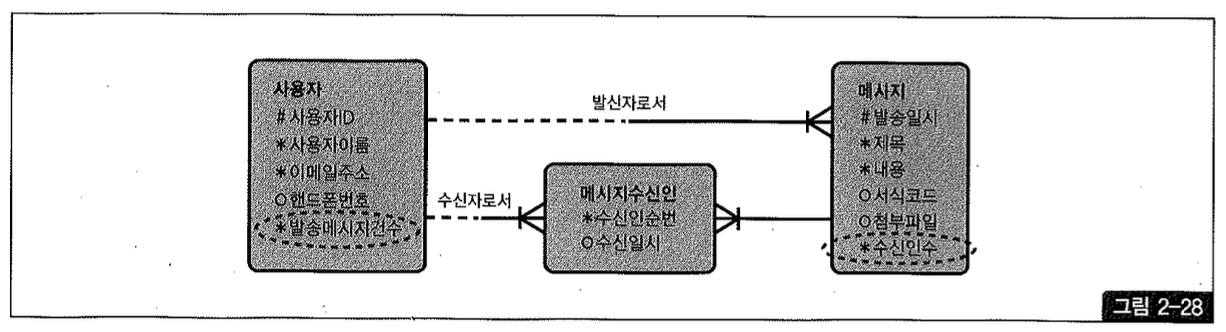 사용자
#사용자ID
*사용자이름
*이메일주소
O핸드폰번호
*발송메시지건수
발신자로서
수신자로서
메시지수신인
*수신인순번
O수신일시
메시지
#발송일시
*제목
*내용
O서식코드
O첨부파일
*수신인수
그림 2-28